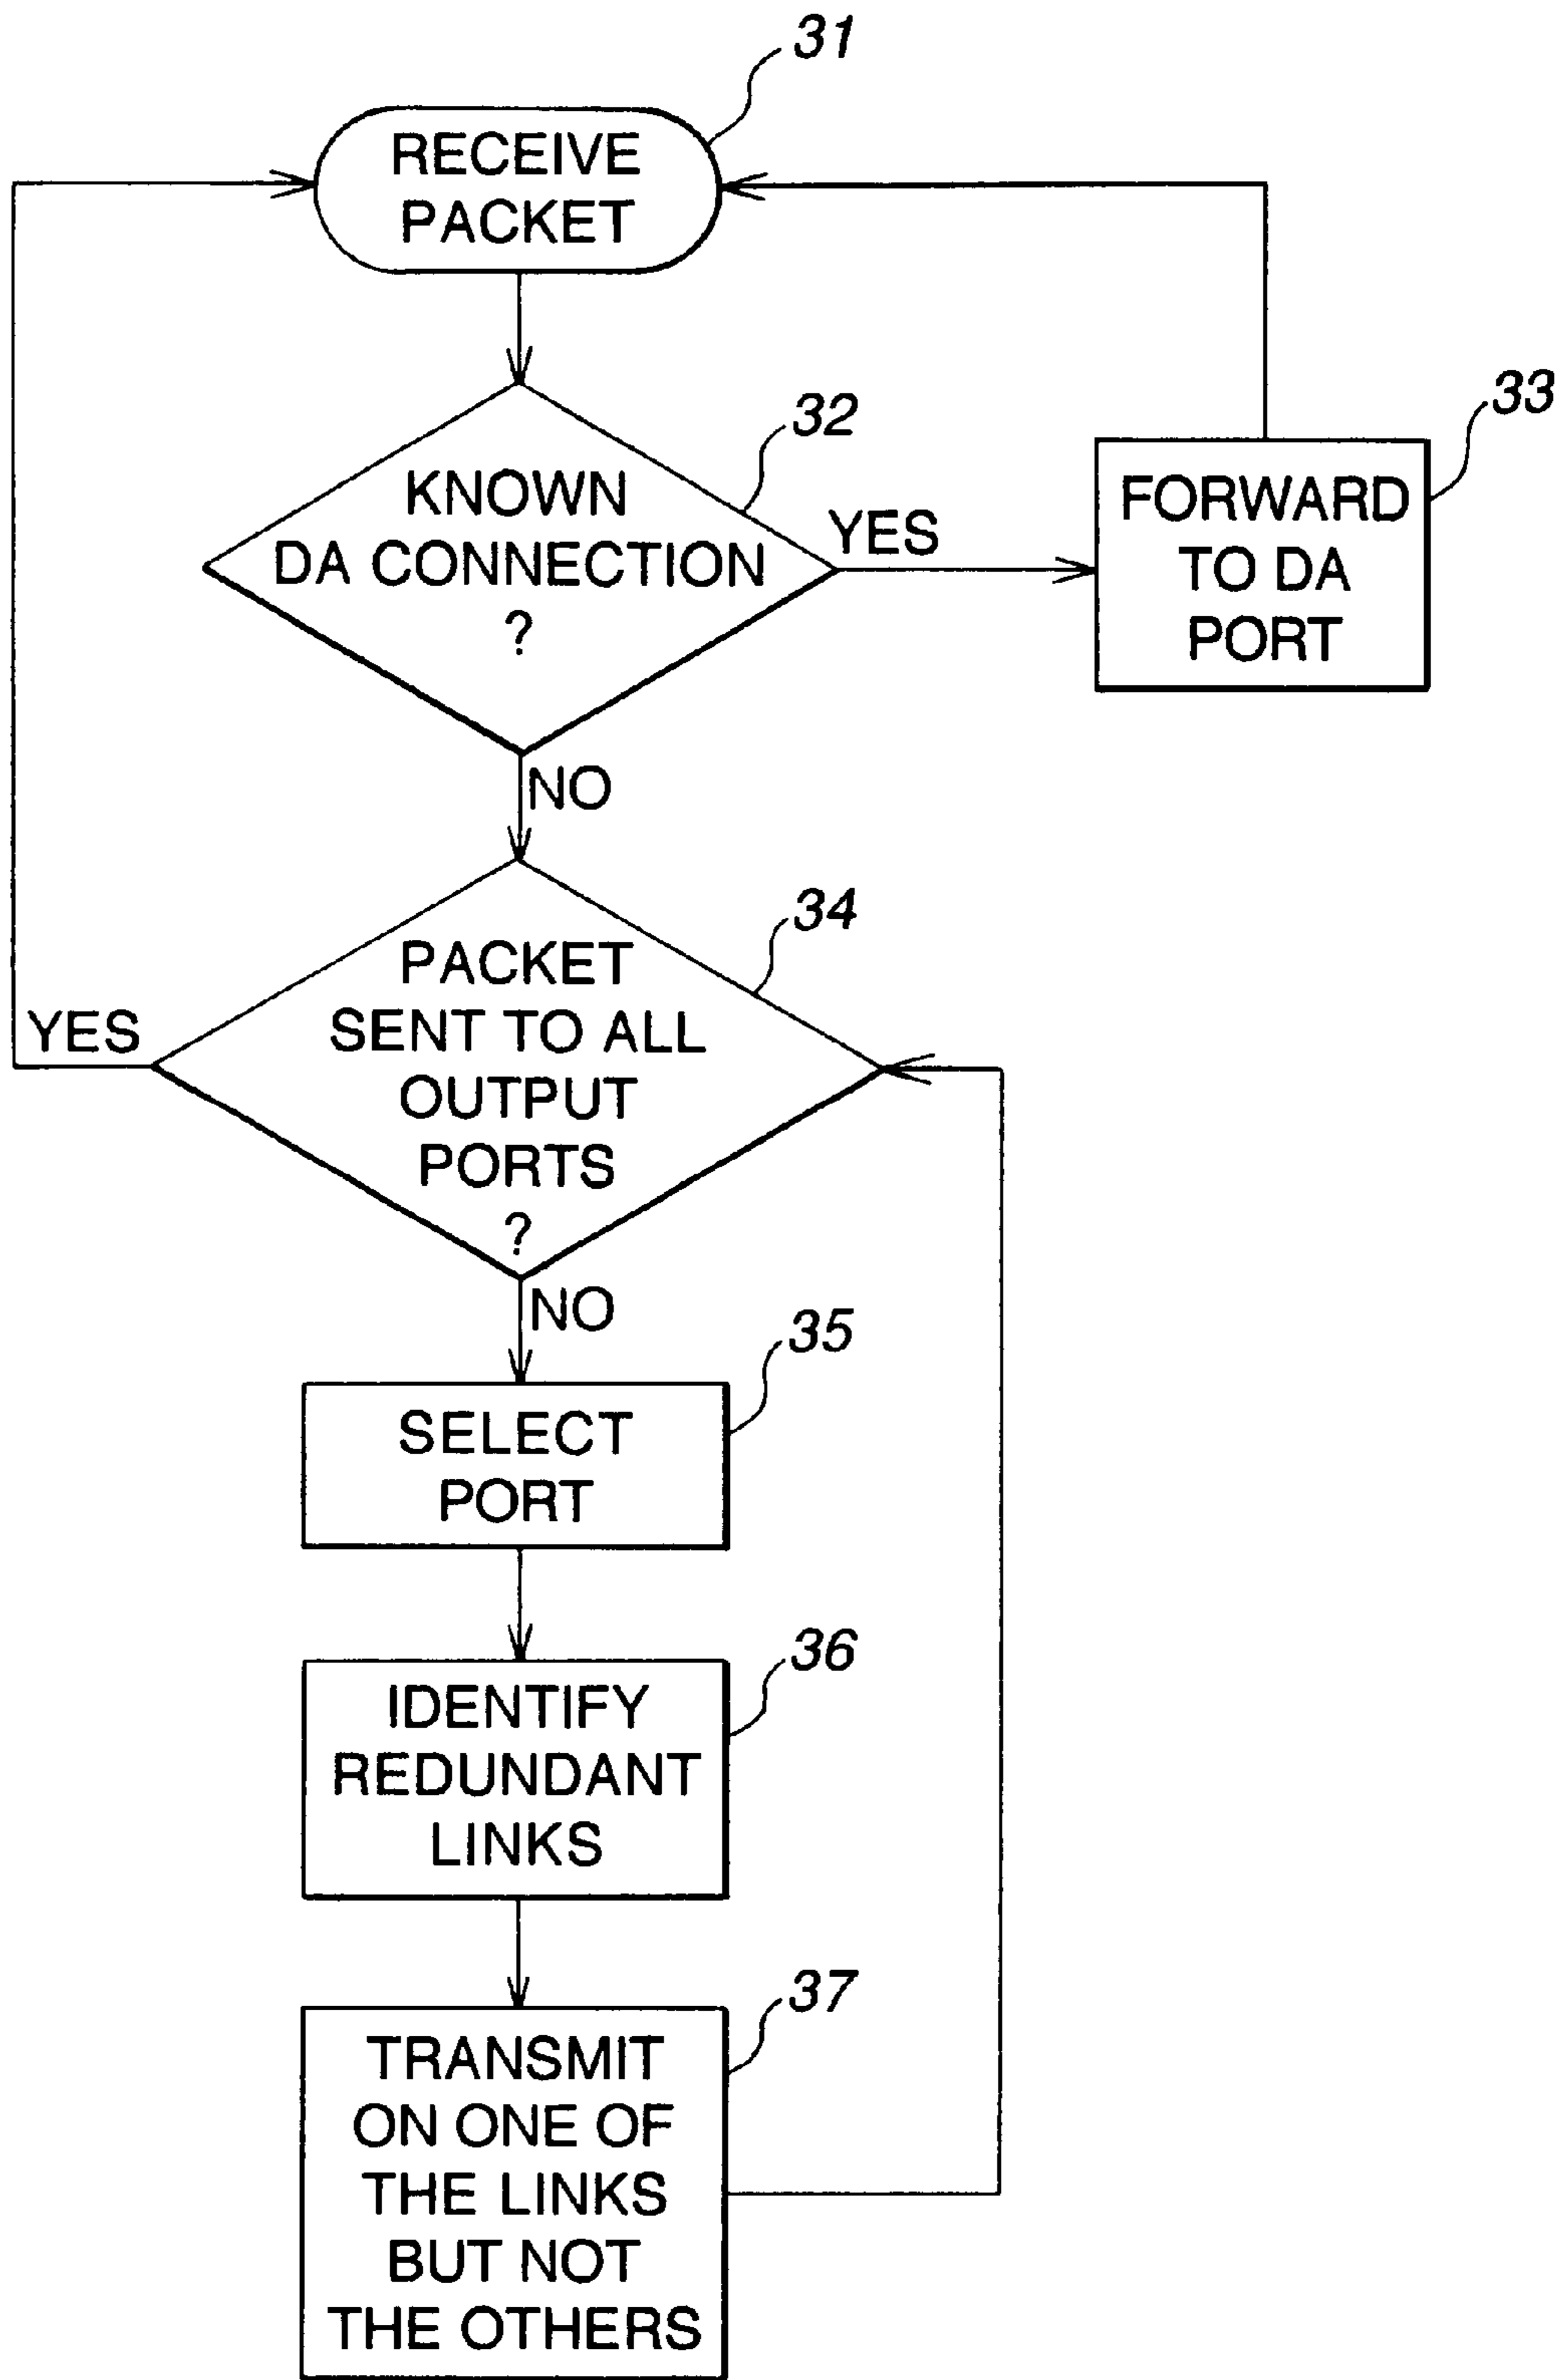 31
RECEIVE
PACKET
32
KNOWN
DA CONNECTION
?
YES
33
FORWARD
TO DA
PORT
NO
34
PACKET
SENT TO ALL
OUTPUT
PORTS
?
YES
NO
35
SELECT
PORT
36
IDENTIFY
REDUNDANT
LINKS
37
TRANSMIT
ON ONE OF
THE LINKS
BUT NOT
THE OTHERS